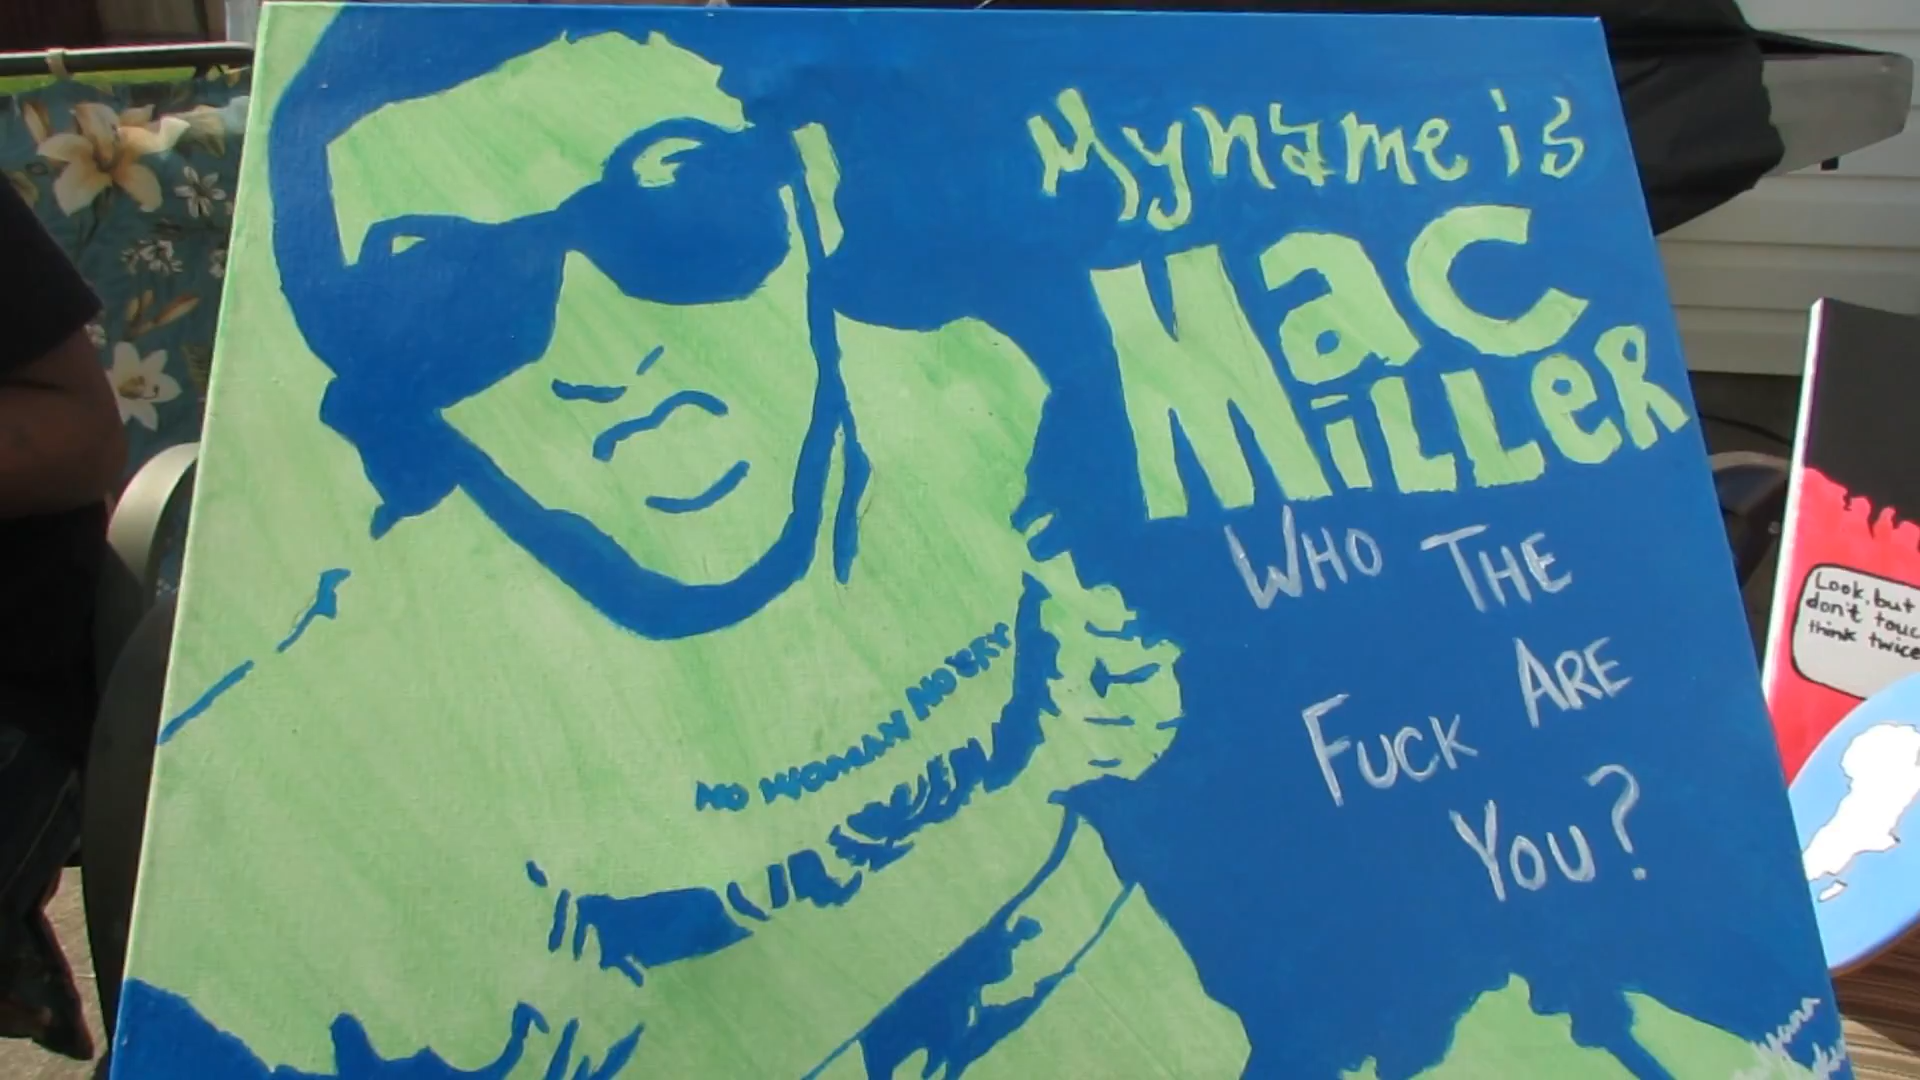 My name is
Mac
MiLLeR
WHO THE
FUCK ARE
YOU?
NO WOMAN NO CRY
Look, but
don't touc
think twice